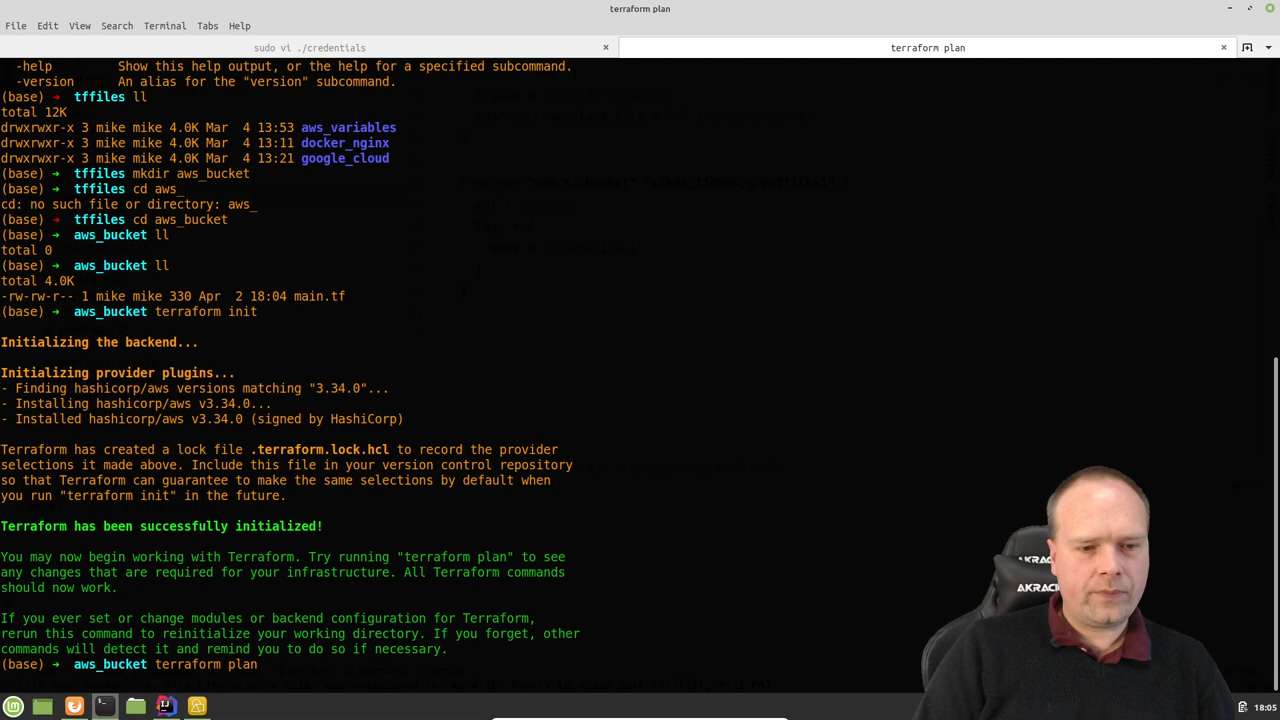 terraform plan
File Edit View Search Terminal Tabs Help
sudo vi ./credentials
terraform plan
-help Show this help output, or the help for a specified subcommand.
-version An alias for the "version" subcommand.
(base) ➜ tffiles ll
total 12K
drwxrwxr-x 3 mike mike 4.0K Mar 4 13:53 aws_variables
drwxrwxr-x 3 mike mike 4.0K Mar 4 13:11 docker_nginx
drwxrwxr-x 3 mike mike 4.0K Mar 4 13:21 google_cloud
(base) ➜ tffiles mkdir aws_bucket
(base) ➜ tffiles cd aws_
cd: no such file or directory: aws_
(base) ➜ tffiles cd aws_bucket
(base) ➜ aws_bucket ll
total 0
(base) ➜ aws_bucket ll
total 4.0K
-rw-rw-r-- 1 mike mike 330 Apr 2 18:04 main.tf
(base) ➜ aws_bucket terraform init
Initializing the backend...
Initializing provider plugins...
- Finding hashicorp/aws versions matching "3.34.0"...
- Installing hashicorp/aws v3.34.0...
- Installed hashicorp/aws v3.34.0 (signed by HashiCorp)
Terraform has created a lock file .terraform.lock.hcl to record the provider
selections it made above. Include this file in your version control repository
so that Terraform can guarantee to make the same selections by default when
you run "terraform init" in the future.
Terraform has been successfully initialized!
You may now begin working with Terraform. Try running "terraform plan" to see
any changes that are required for your infrastructure. All Terraform commands
should now work.
If you ever set or change modules or backend configuration for Terraform,
rerun this command to reinitialize your working directory. If you forget, other
commands will detect it and remind you to do so if necessary.
(base) ➜ aws_bucket terraform plan
AKRACING
AKRACING
18:05